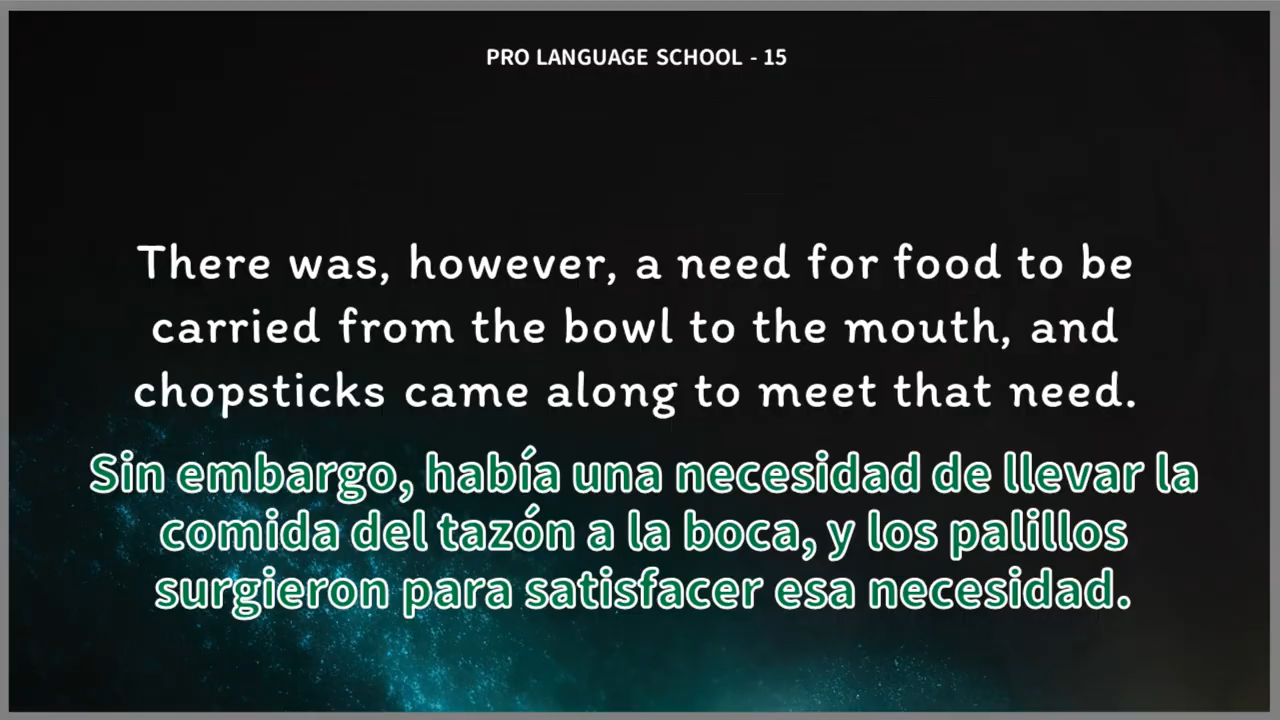 PRO LANGUAGE SCHOOL - 15
There was, however, a need for food to be
carried from the bowl to the mouth, and
chopsticks came along to meet that need.
Sin embargo, había una necesidad de llevar la
comida del tazón a la boca, y los palillos
surgieron para satisfacer esa necesidad.